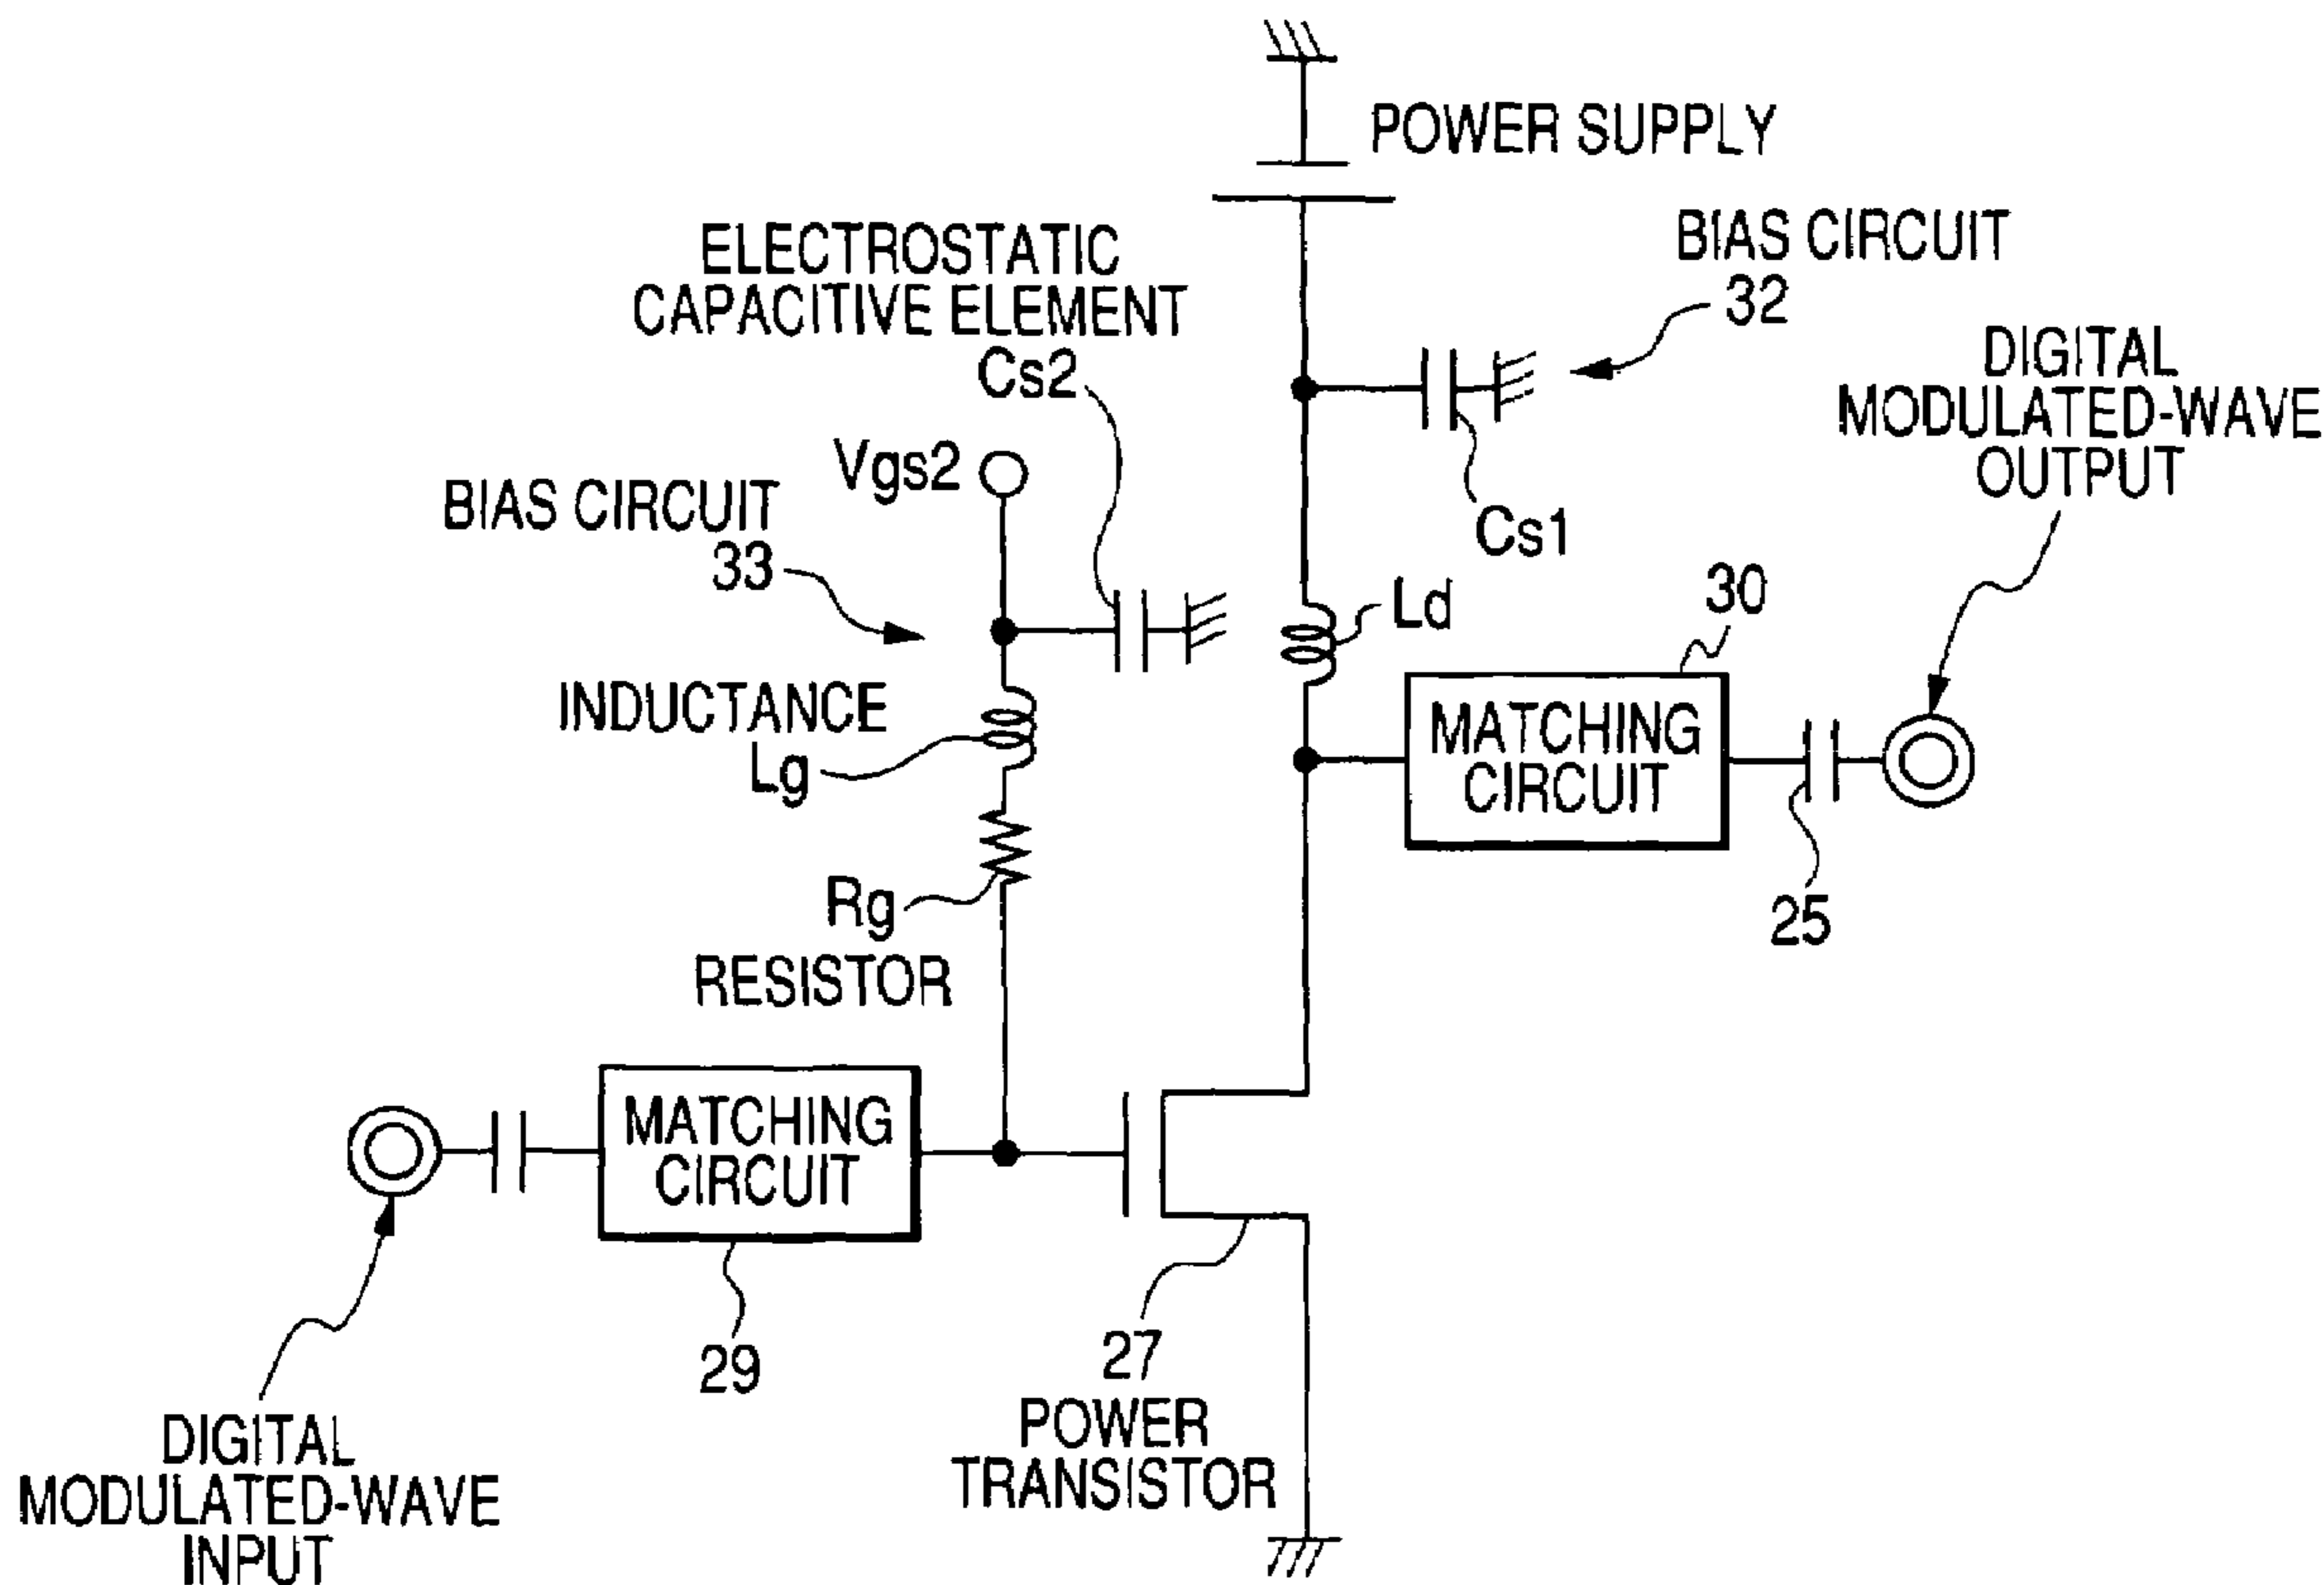 POWER SUPPLY
BIAS CIRCUIT
32
ELECTROSTATIC
CAPACITIVE ELEMENT
Cs2
DIGITAL
MODULATED-WAVE
OUTPUT
Vgs2
BIAS CIRCUIT
33
Cs1
Ld
30
INDUCTANCE
Lg
MATCHING
CIRCUIT
Rg
RESISTOR
25
MATCHING
CIRCUIT
29
27
POWER
TRANSISTOR
DIGITAL
MODULATED-WAVE
INPUT